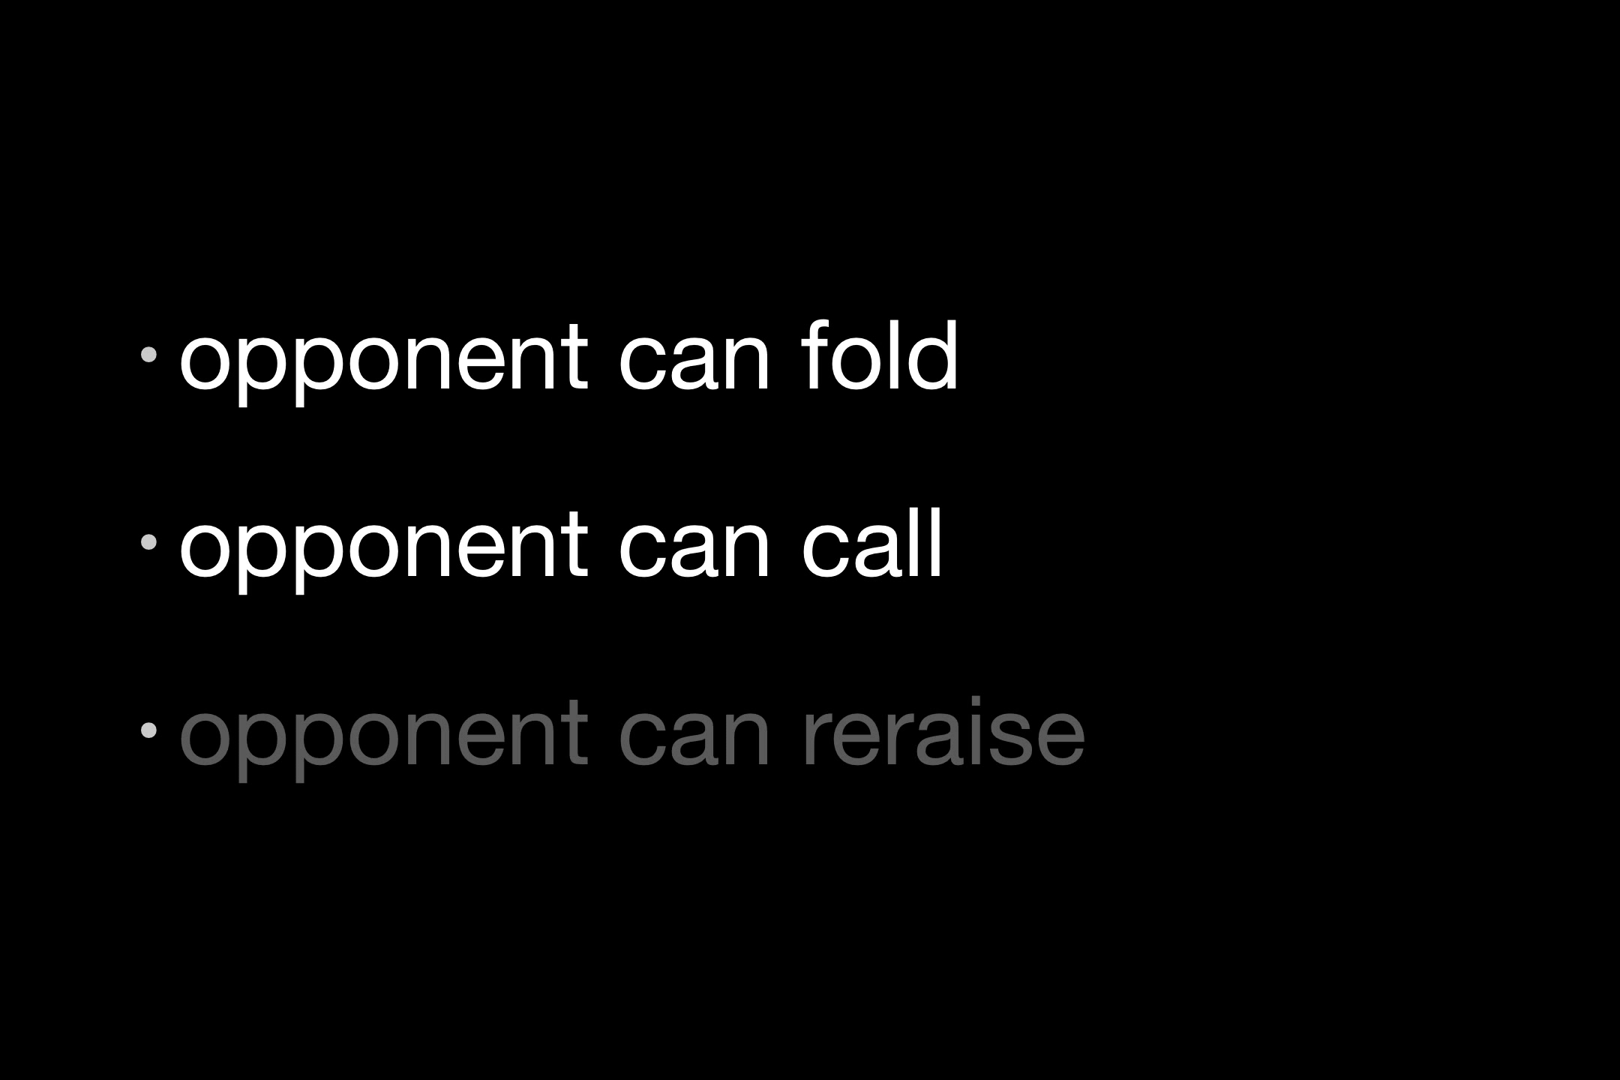 • opponent can fold
• opponent can call
• opponent can reraise